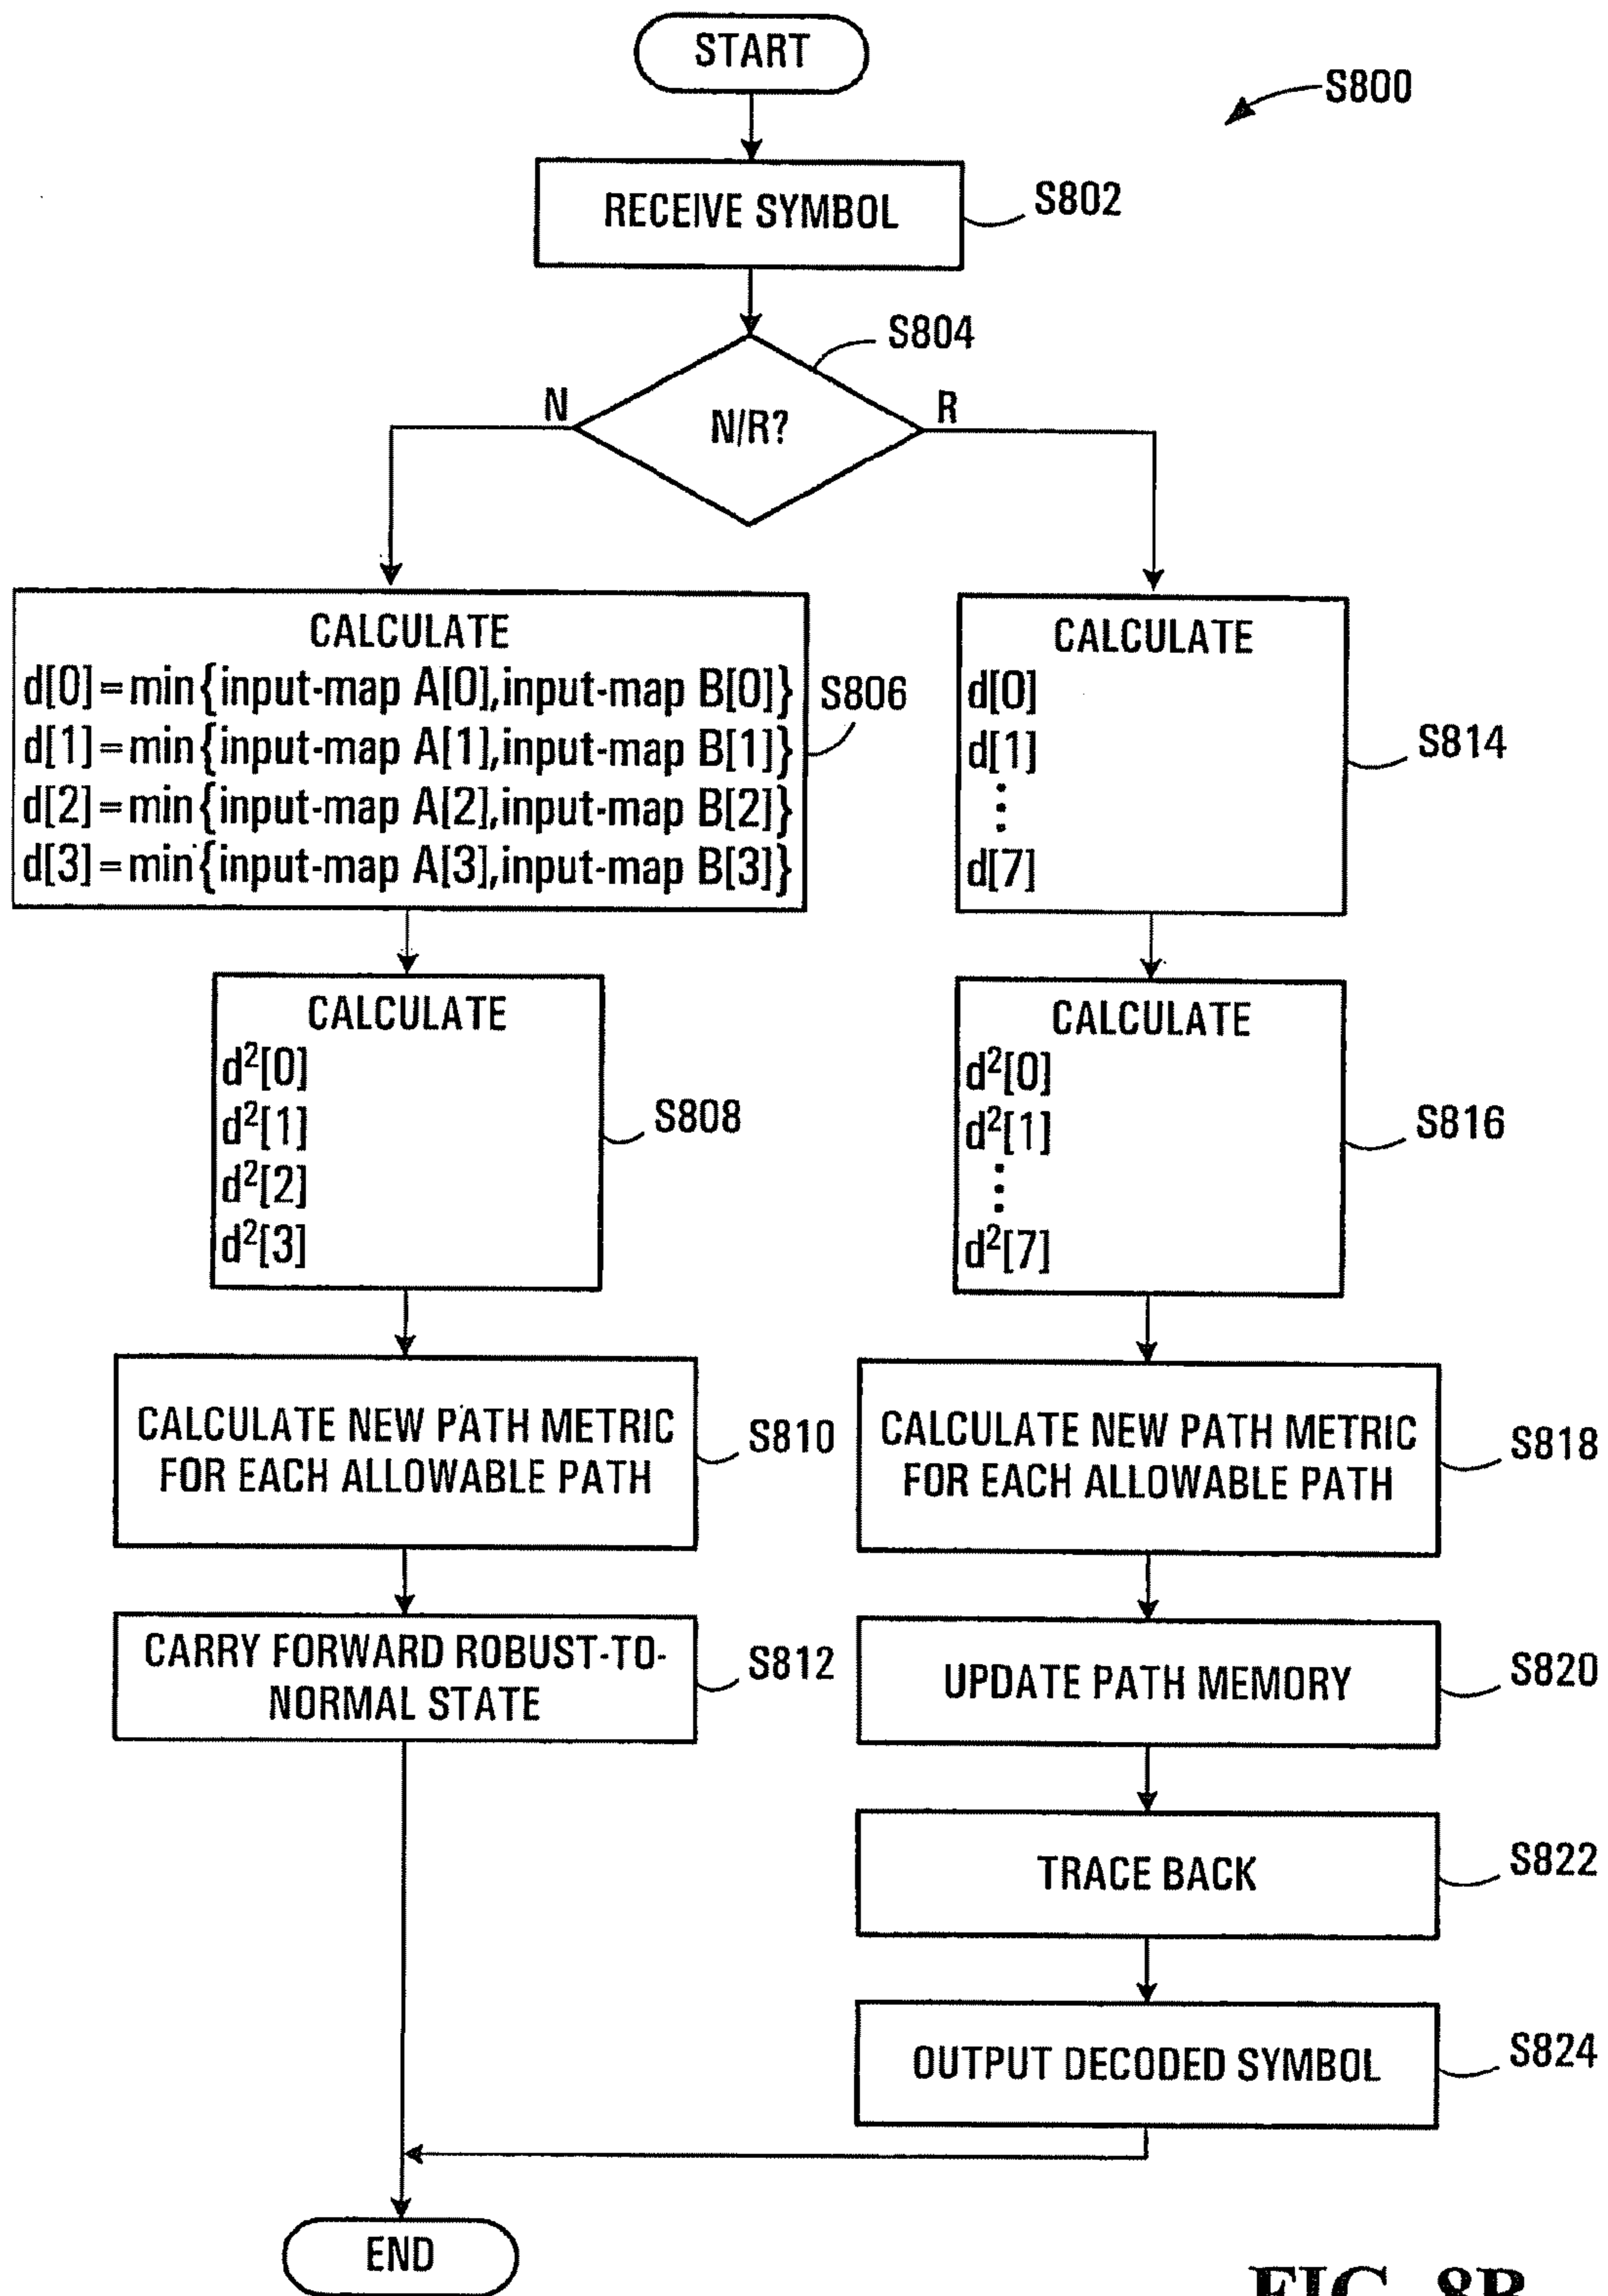 START
S800
RECEIVE SYMBOL
S802
S804
N
N/R?
R
CALCULATE
d[0]=min{input-map A[0],input-map B[0]}
d[1]=min{input-map A[1],input-map B[1]}
d[2]=min{input-map A[2],input-map B[2]}
d[3]=min{input-map A[3],input-map B[3]}
S806
CALCULATE
d[0]
d[1]
⋮
d[7]
S814
CALCULATE
d²[0]
d²[1]
d²[2]
d²[3]
S808
CALCULATE
d²[0]
d²[1]
⋮
d²[7]
S816
CALCULATE NEW PATH METRIC
FOR EACH ALLOWABLE PATH
S810
CALCULATE NEW PATH METRIC
FOR EACH ALLOWABLE PATH
S818
CARRY FORWARD ROBUST-TO-
NORMAL STATE
S812
UPDATE PATH MEMORY
S820
TRACE BACK
S822
OUTPUT DECODED SYMBOL
S824
END
FIG. 8B